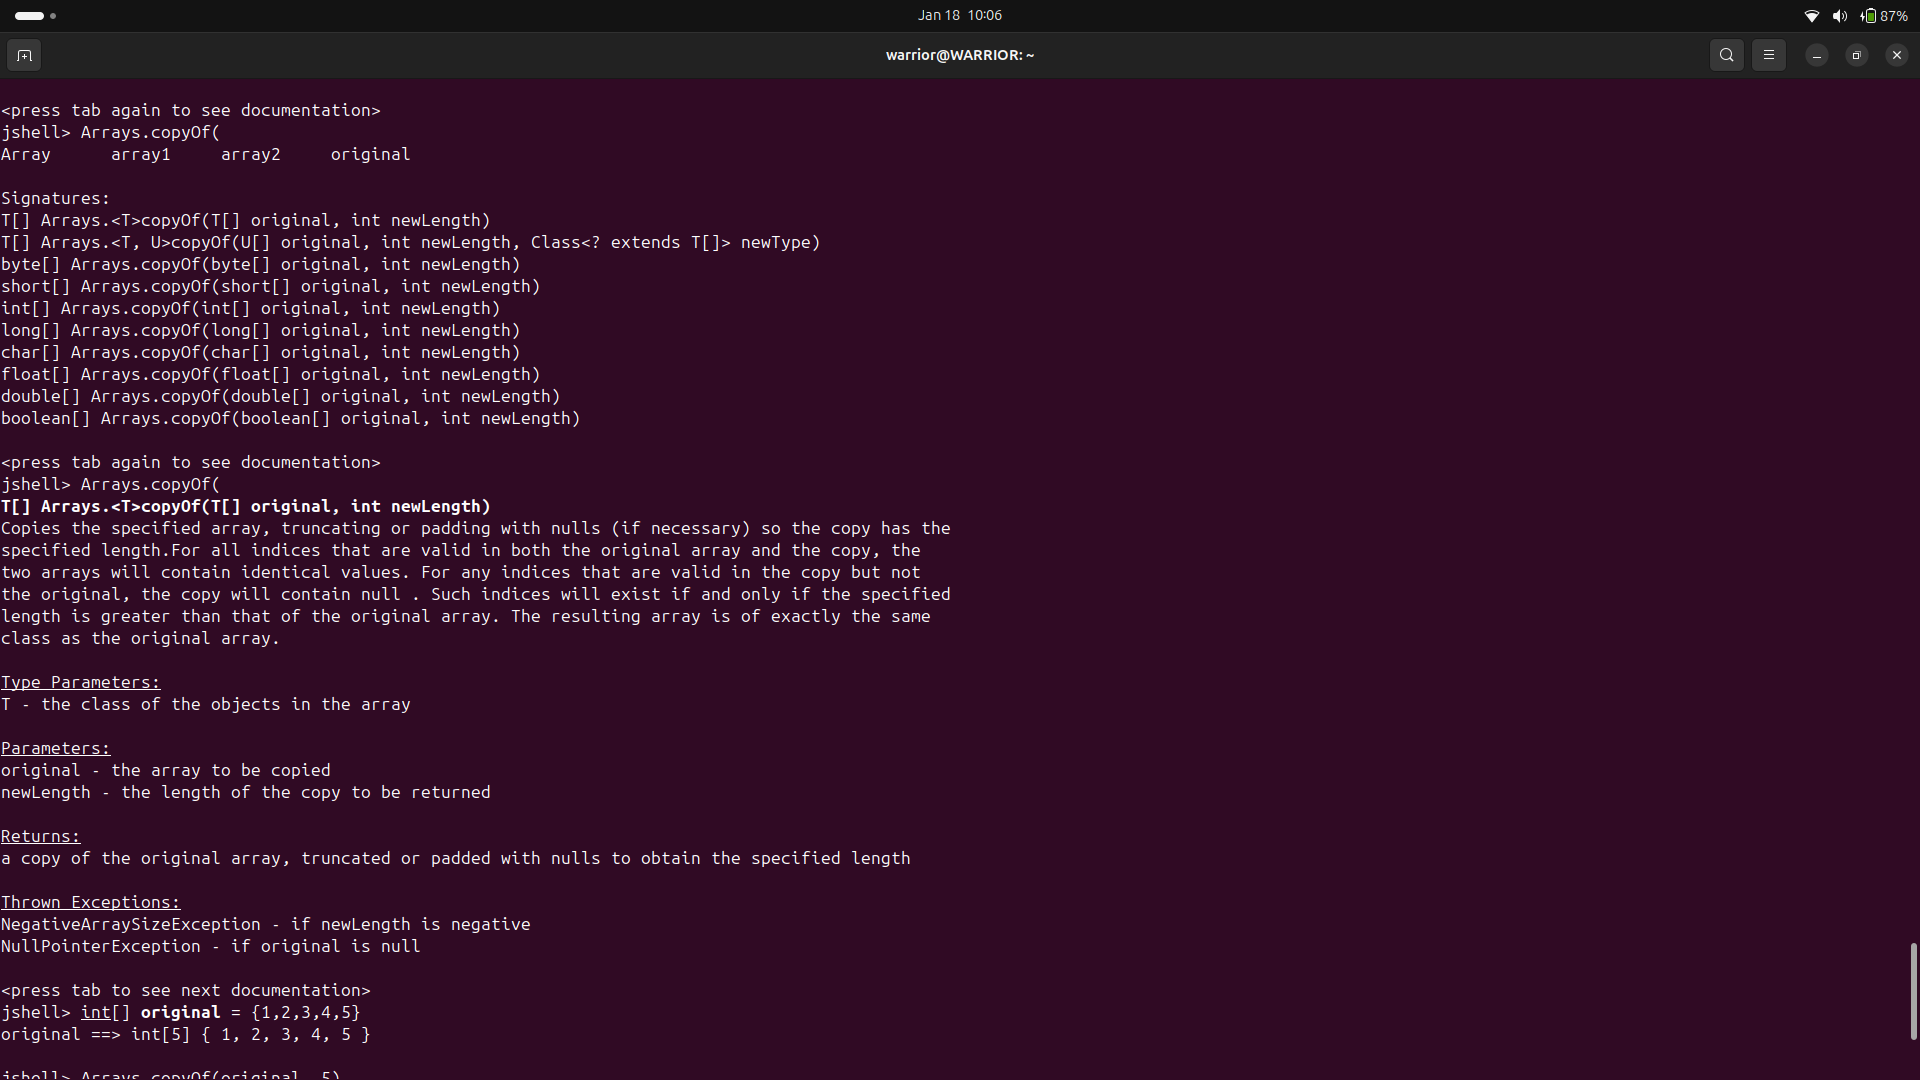 Jan 18 10:06
87%
warrior@WARRIOR: ~
<press tab again to see documentation>
jshell> Arrays.copyOf(
Array array1 array2 original
Signatures:
T[] Arrays.<T>copyOf(T[] original, int newLength)
T[] Arrays.<T, U>copyOf(U[] original, int newLength, Class<? extends T[]> newType)
byte[] Arrays.copyOf(byte[] original, int newLength)
short[] Arrays.copyOf(short[] original, int newLength)
int[] Arrays.copyOf(int[] original, int newLength)
long[] Arrays.copyOf(long[] original, int newLength)
char[] Arrays.copyOf(char[] original, int newLength)
float[] Arrays.copyOf(float[] original, int newLength)
double[] Arrays.copyOf(double[] original, int newLength)
boolean[] Arrays.copyOf(boolean[] original, int newLength)
<press tab again to see documentation>
jshell> Arrays.copyOf(
T[] Arrays.<T>copyOf(T[] original, int newLength)
Copies the specified array, truncating or padding with nulls (if necessary) so the copy has the
specified length.For all indices that are valid in both the original array and the copy, the
two arrays will contain identical values. For any indices that are valid in the copy but not
the original, the copy will contain null . Such indices will exist if and only if the specified
length is greater than that of the original array. The resulting array is of exactly the same
class as the original array.
Type Parameters:
T - the class of the objects in the array
Parameters:
original - the array to be copied
newLength - the length of the copy to be returned
Returns:
a copy of the original array, truncated or padded with nulls to obtain the specified length
Thrown Exceptions:
NegativeArraySizeException - if newLength is negative
NullPointerException - if original is null
<press tab to see next documentation>
jshell> int[] original = {1,2,3,4,5}
original ==> int[5] { 1, 2, 3, 4, 5 }
jshell> Arrays.copyOf(original, 5)